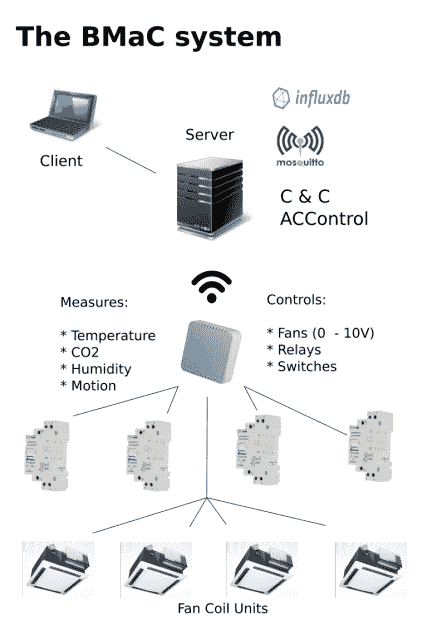 The BMaC system
influxdb
Server
Client
mosquitto
C & C
ACControl
Measures:
* Temperature
* CO2
* Humidity
* Motion
Controls:
* Fans (0 - 10V)
* Relays
* Switches
Fan Coil Units